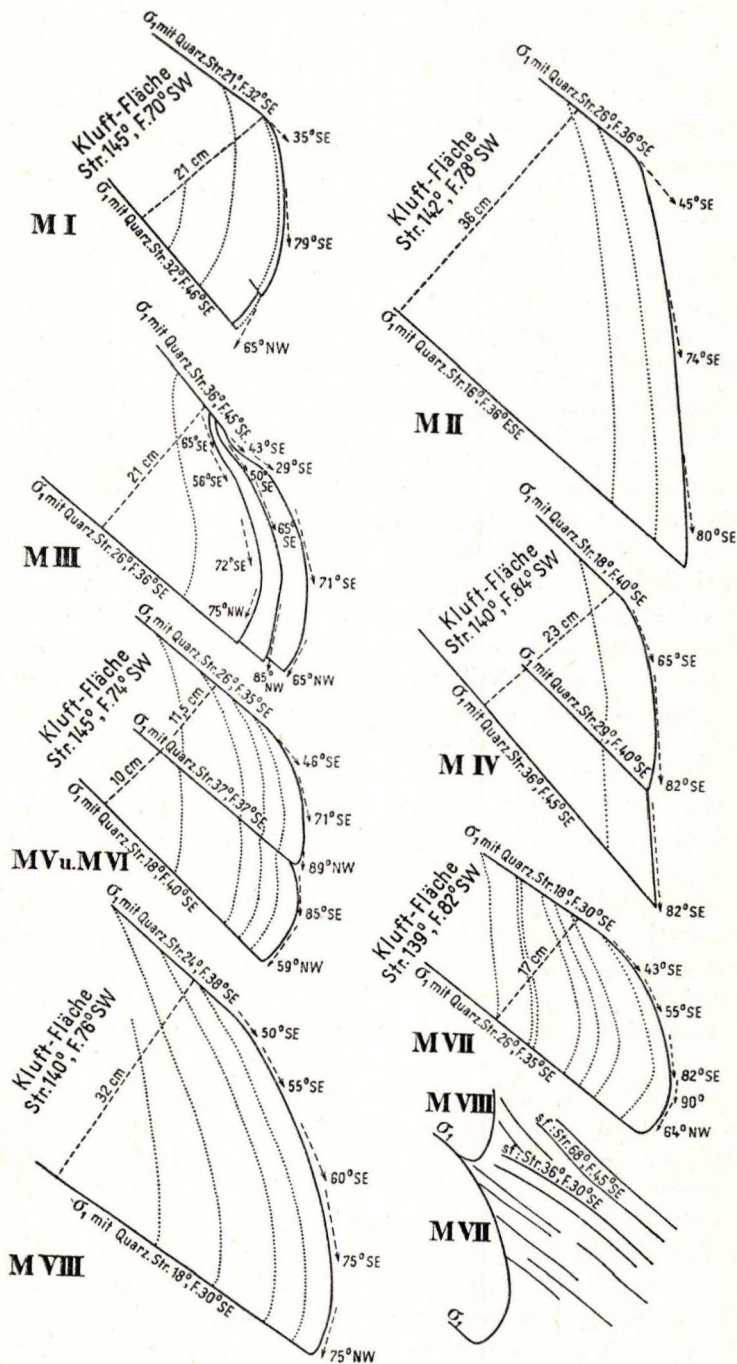 σ₁ mit Quarz. Str. 21°, F. 32° SE
Kluft-Fläche
Str. 145°, F. 70° SW
35° SE
21 cm
M I
79° SE
σ₁ mit Quarz. Str. 32°, F. 46° SE
65° NW
σ₁ mit Quarz. Str. 26°, F. 36° SE
Kluft-Fläche
Str. 142°, F. 78° SW
36 cm
45° SE
74° SE
σ₁ mit Quarz. Str. 16°, F. 36° ESE
M II
80° SE
σ₁ mit Quarz. Str. 36°, F. 45° SE
21 cm
65° SE
43° SE
29° SE
50° SE
56° SE
65° SE
M III
72° SE
71° SE
σ₁ mit Quarz. Str. 26°, F. 36° SE
75° NW
85° NW
65° NW
σ₁ mit Quarz. Str. 18°, F. 40° SE
Kluft-Fläche
Str. 140°, F. 84° SW
23 cm
65° SE
σ₁ mit Quarz. Str. 29°, F. 40° SE
M IV
σ₁ mit Quarz. Str. 36°, F. 45° SE
82° SE
82° SE
σ₁ mit Quarz. Str. 26°, F. 35° SE
Kluft-Fläche
Str. 145°, F. 74° SW
11,5 cm
46° SE
10 cm
σ₁ mit Quarz. Str. 37°, F. 37° SE
71° SE
M V u. M VI
89° NW
σ₁ mit Quarz. Str. 18°, F. 40° SE
85° SE
59° NW
σ₁ mit Quarz. Str. 18°, F. 30° SE
Kluft-Fläche
Str. 139°, F. 82° SW
17 cm
43° SE
55° SE
M VII
σ₁ mit Quarz. Str. 26°, F. 35° SE
82° SE
90°
64° NW
σ₁ mit Quarz. Str. 24°, F. 38° SE
Kluft-Fläche
Str. 140°, F. 76° SW
32 cm
50° SE
55° SE
60° SE
75° SE
M VIII
σ₁ mit Quarz. Str. 18°, F. 30° SE
75° NW
M VIII
σ₁
sf: Str. 68°, F. 45° SE
sf: Str. 36°, F. 30° SE
M VII
σ₁